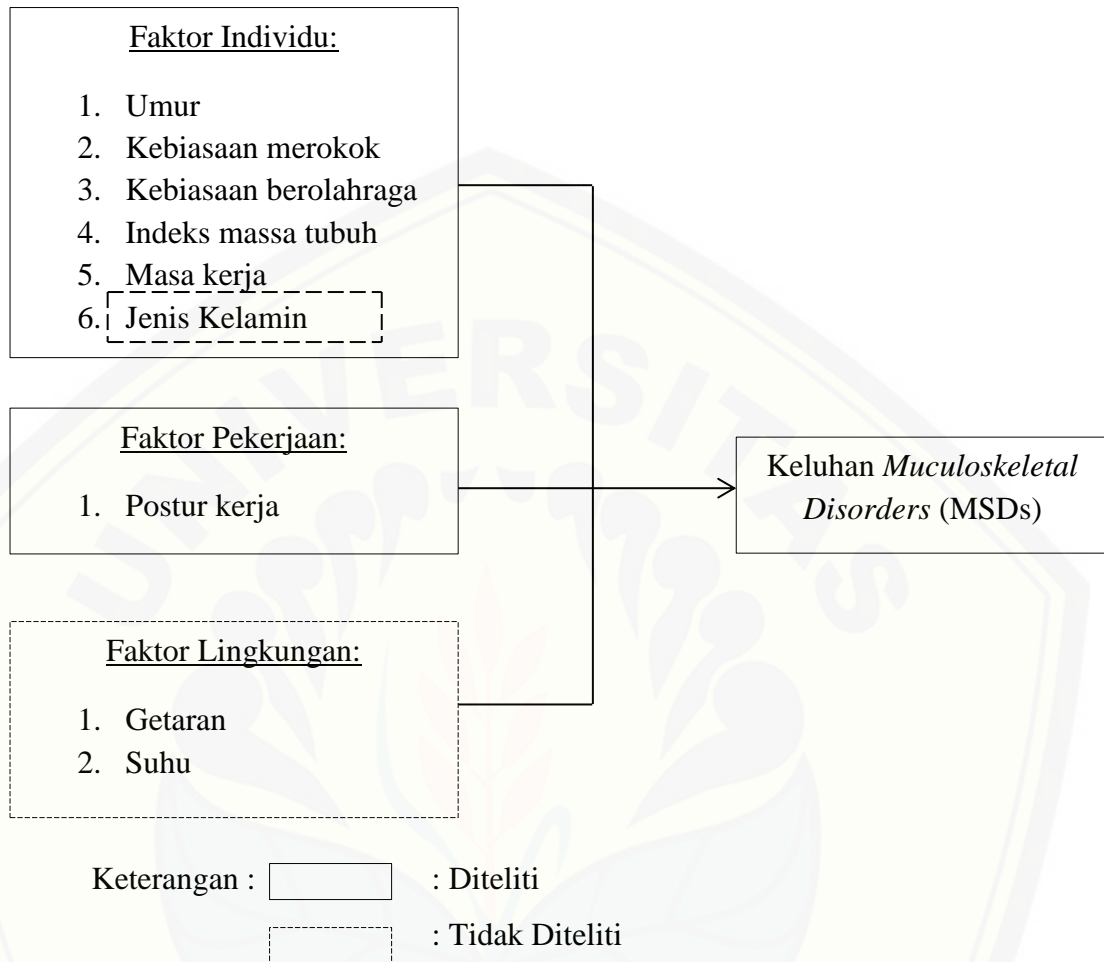 Faktor Individu:
1. Umur
2. Kebiasaan merokok
3. Kebiasaan berolahraga
4. Indeks massa tubuh
5. Masa kerja
6. Jenis Kelamin
Faktor Pekerjaan:
1. Postur kerja
Keluhan Muculoskeletal
Disorders (MSDs)
Faktor Lingkungan:
1. Getaran
2. Suhu
Keterangan : : Diteliti
: Tidak Diteliti
UNIVERSITAS